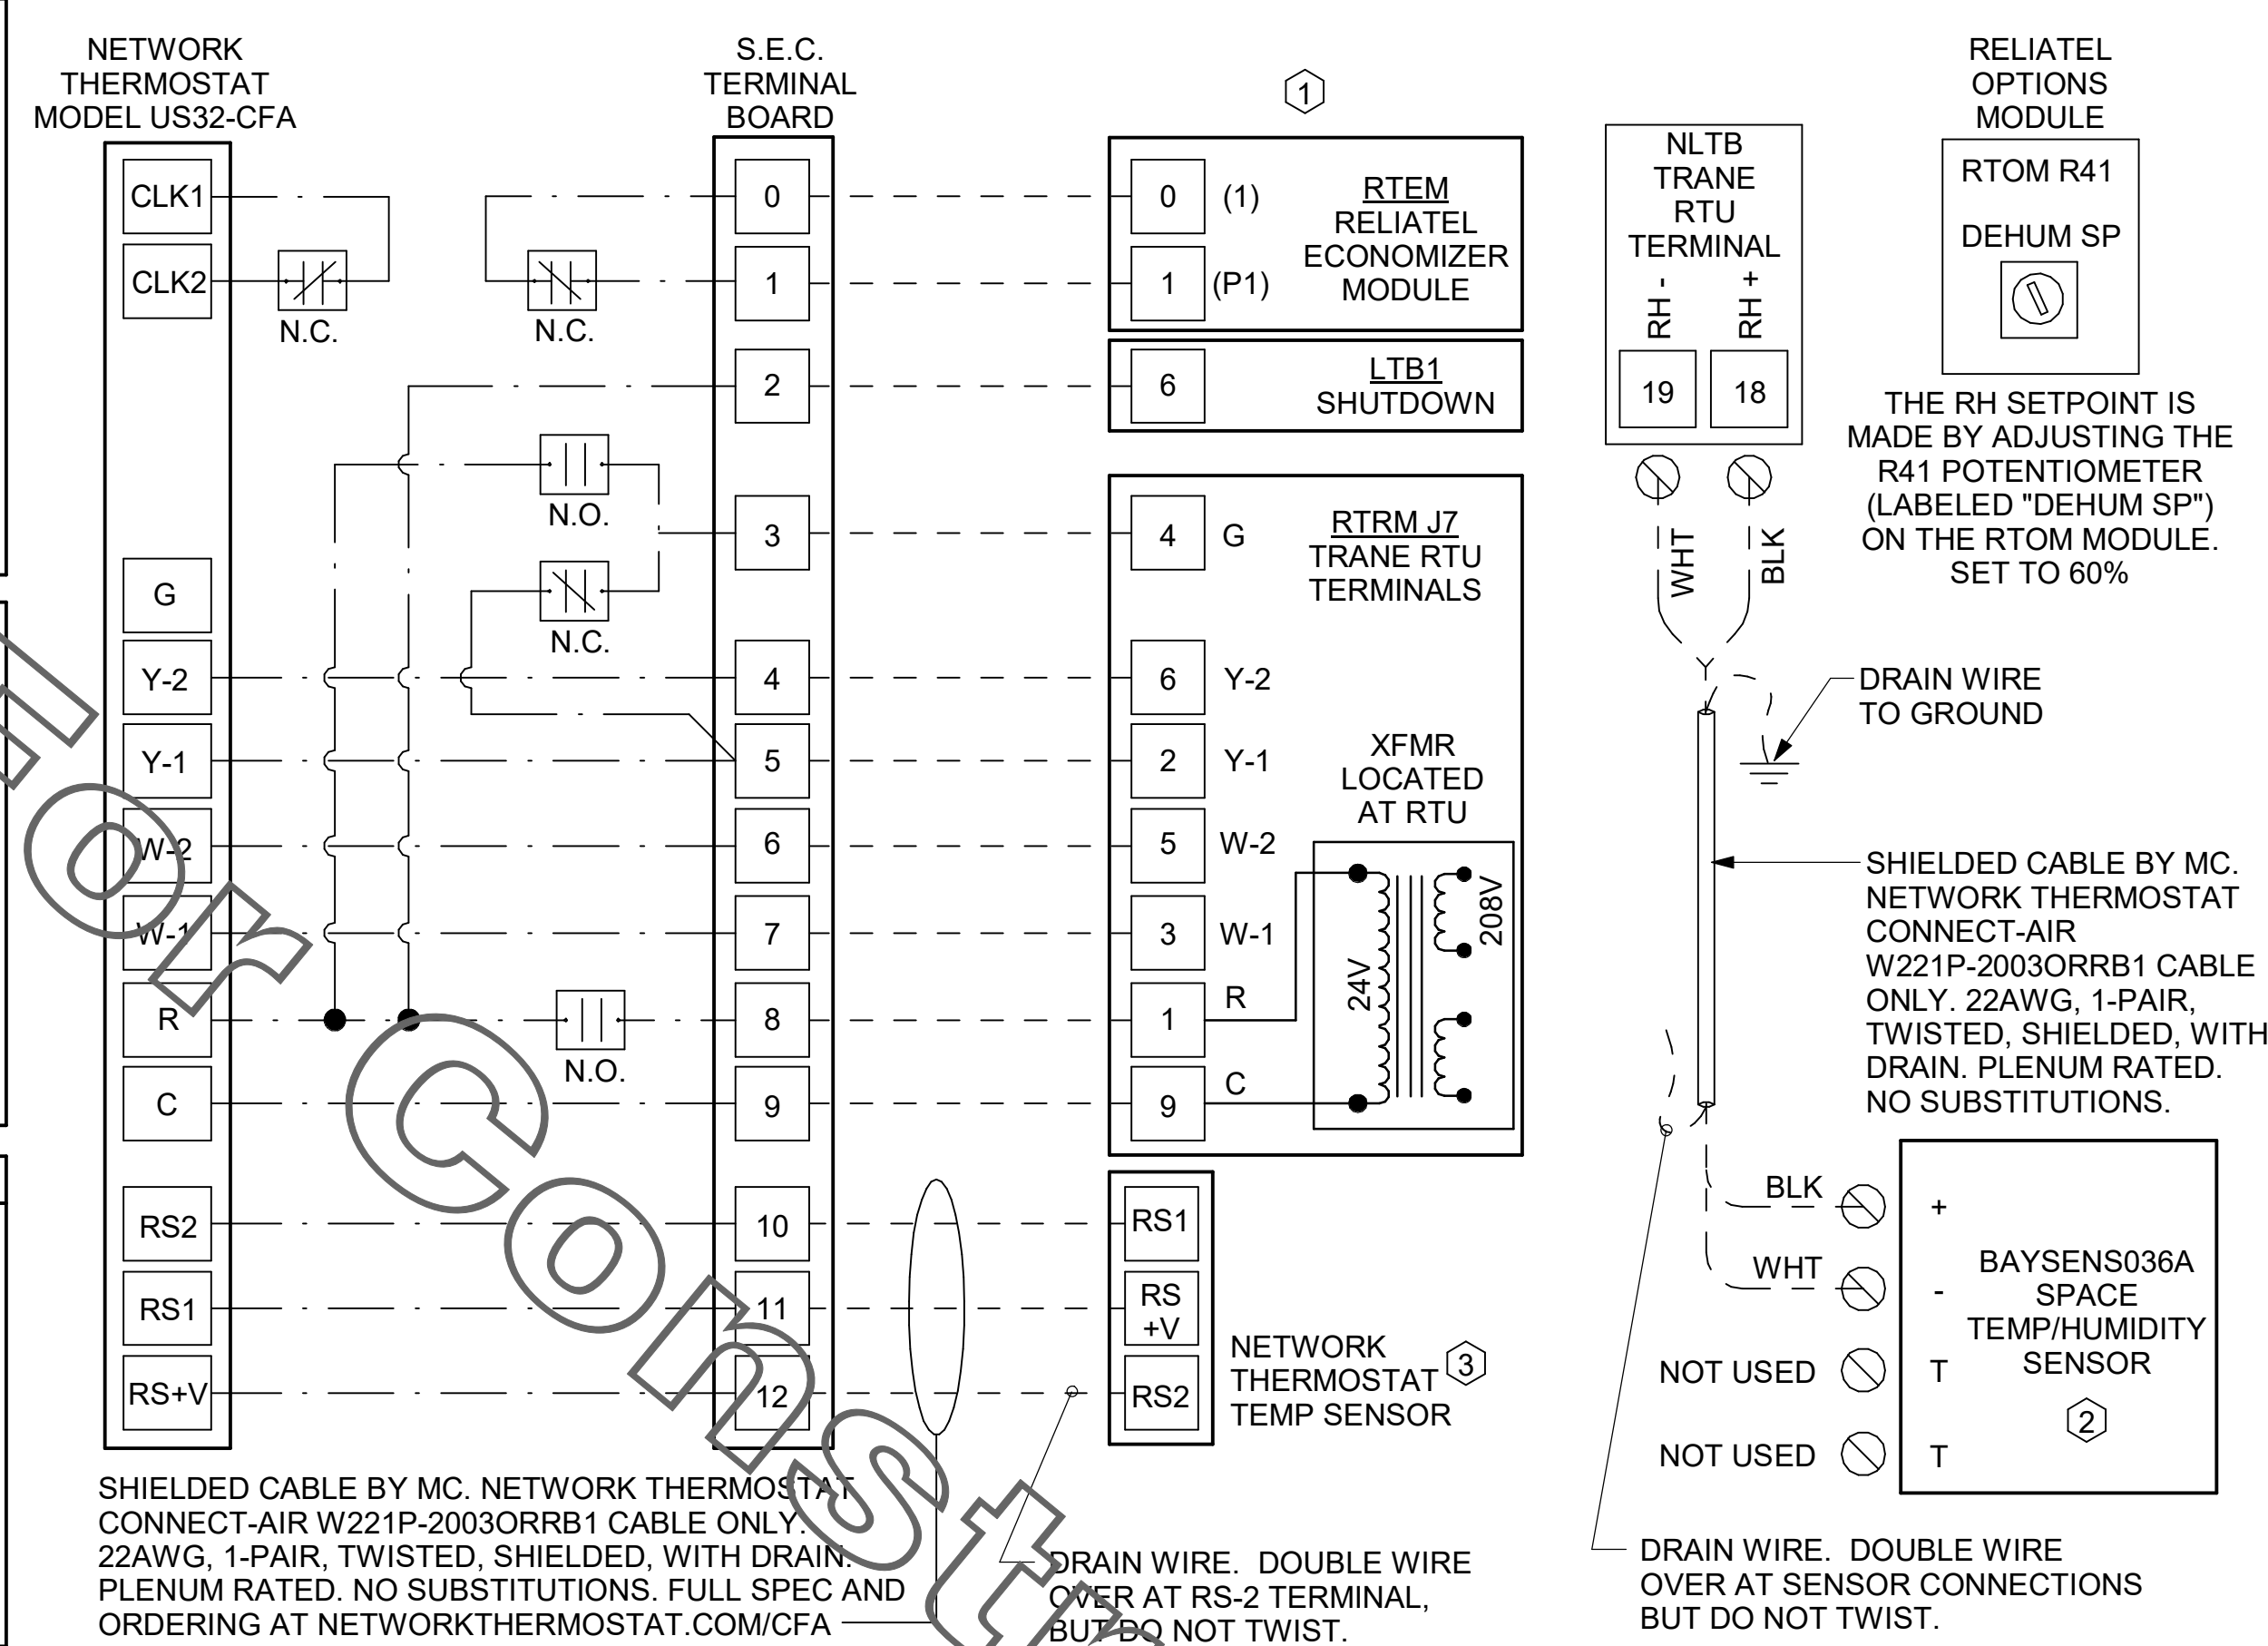 NETWORK
THERMOSTAT
MODEL US32-CFA
CLK1
CLK2
G
Y-2
Y-1
W-2
W-1
R
C
RS2
RS1
RS+V
N.C.
N.C.
N.O.
N.C.
N.O.
S.E.C.
TERMINAL
BOARD
0
1
2
3
4
5
6
7
8
9
10
11
12
1
0 (1)
1 (P1)
RTEM
RELIATEL
ECONOMIZER
MODULE
6
LTB1
SHUTDOWN
RTRM J7
TRANE RTU
TERMINALS
4 G
6 Y-2
2 Y-1
5 W-2
3 W-1
1 R
9 C
XFMR
LOCATED
AT RTU
24V
208V
RS1
RS
+V
RS2
NETWORK
THERMOSTAT
TEMP SENSOR
3
NLTB
TRANE
RTU
TERMINAL
RH -
RH +
19
18
WHT
BLK
RELIATEL
OPTIONS
MODULE
RTOM R41
DEHUM SP
THE RH SETPOINT IS
MADE BY ADJUSTING THE
R41 POTENTIOMETER
(LABELED "DEHUM SP")
ON THE RTOM MODULE.
SET TO 60%
DRAIN WIRE
TO GROUND
SHIELDED CABLE BY MC.
NETWORK THERMOSTAT
CONNECT-AIR
W221P-2003ORRB1 CABLE
ONLY. 22AWG, 1-PAIR,
TWISTED, SHIELDED, WITH
DRAIN. PLENUM RATED.
NO SUBSTITUTIONS.
BLK
WHT
NOT USED
NOT USED
+
-
T
T
BAYSENS036A
SPACE
TEMP/HUMIDITY
SENSOR
2
SHIELDED CABLE BY MC. NETWORK THERMOSTAT
CONNECT-AIR W221P-2003ORRB1 CABLE ONLY.
22AWG, 1-PAIR, TWISTED, SHIELDED, WITH DRAIN.
PLENUM RATED. NO SUBSTITUTIONS. FULL SPEC AND
ORDERING AT NETWORKTHERMOSTAT.COM/CFA
DRAIN WIRE. DOUBLE WIRE
OVER AT RS-2 TERMINAL,
BUT DO NOT TWIST.
DRAIN WIRE. DOUBLE WIRE
OVER AT SENSOR CONNECTIONS
BUT DO NOT TWIST.